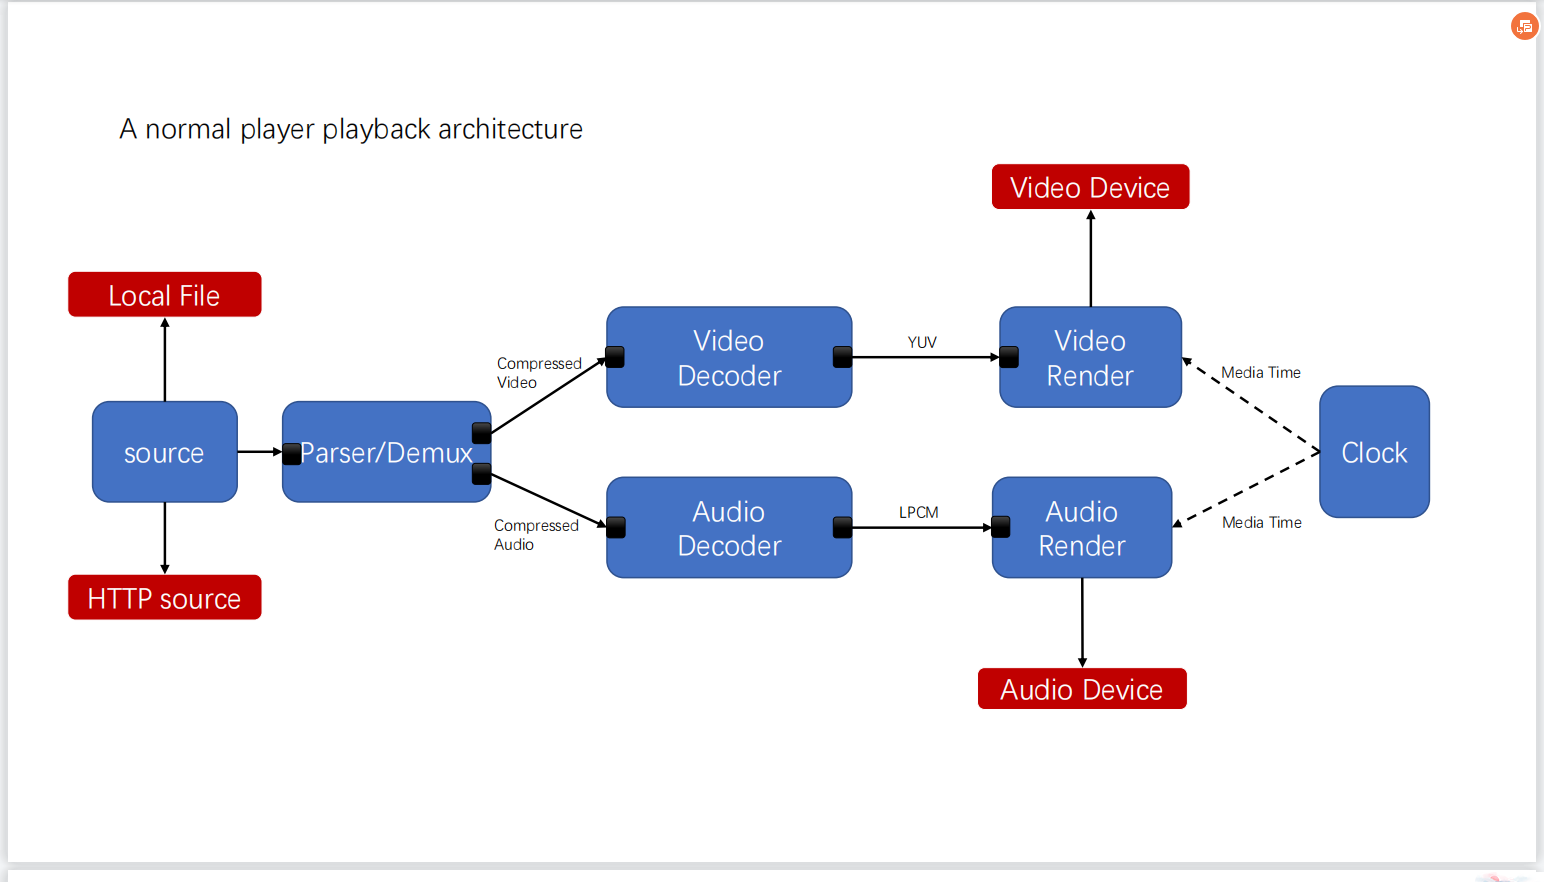 A normal player playback architecture
Video Device
Local File
Video
Decoder
YUV
Video
Render
Compressed
Video
Media Time
source
Parser/Demux
Clock
Compressed
Audio
Audio
Decoder
LPCM
Audio
Render
Media Time
HTTP source
Audio Device